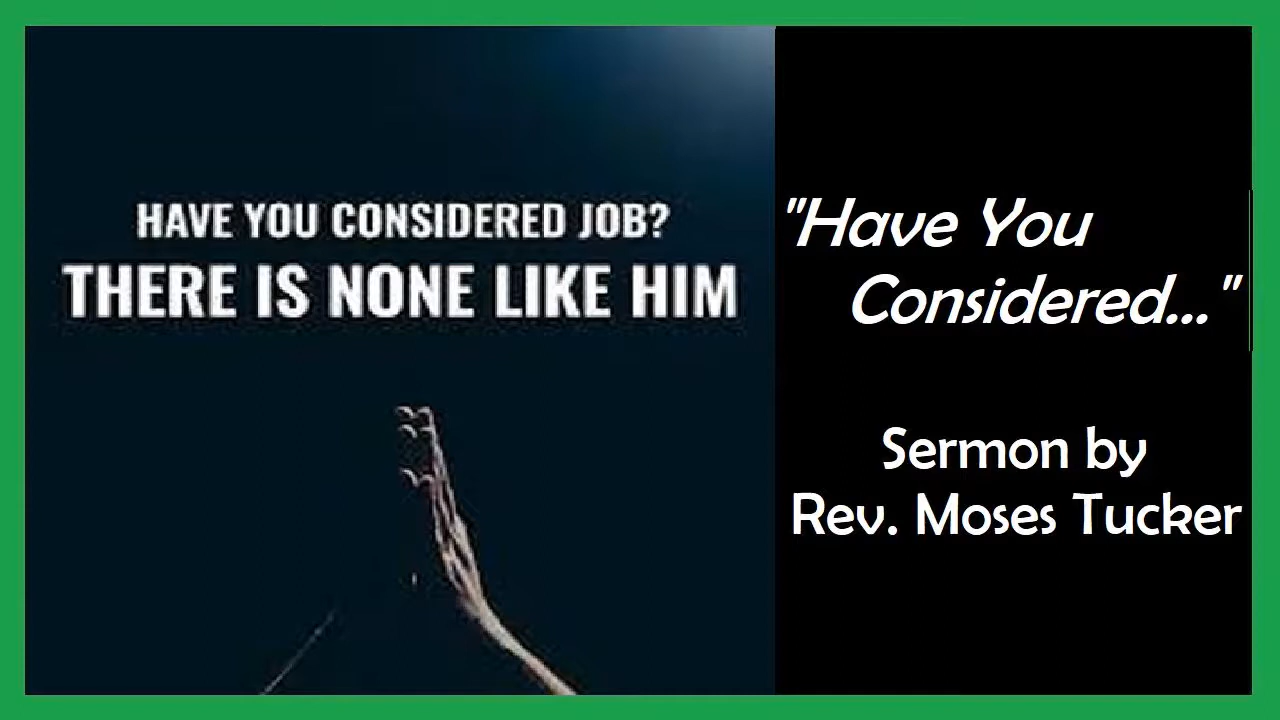 HAVE YOU CONSIDERED JOB?
THERE IS NONE LIKE HIM
"Have You
Considered..."
Sermon by
Rev. Moses Tucker